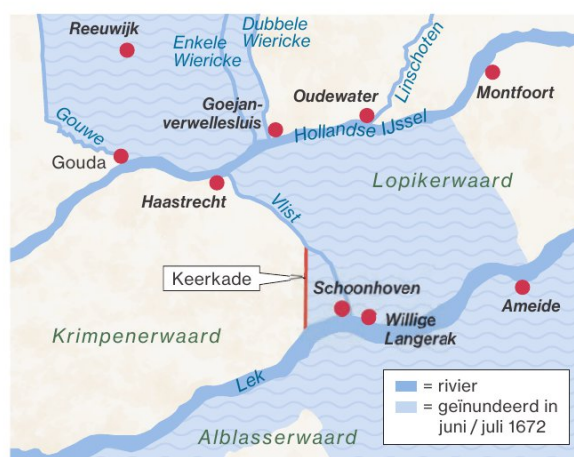 Reeuwijk
Enkele
Wiericke
Dubbele
Wiericke
Linschoten
Goejan-
verwellesluis
Oudewater
Montfoort
Gouwe
Gouda
Hollandse IJssel
Haastrecht
Lopikerwaard
Vlist
Keerkade
Schoonhoven
Ameide
Krimpenerwaard
Willige
Langerak
Lek
Alblasserwaard
= rivier
= geïnundeerd in
juni / juli 1672